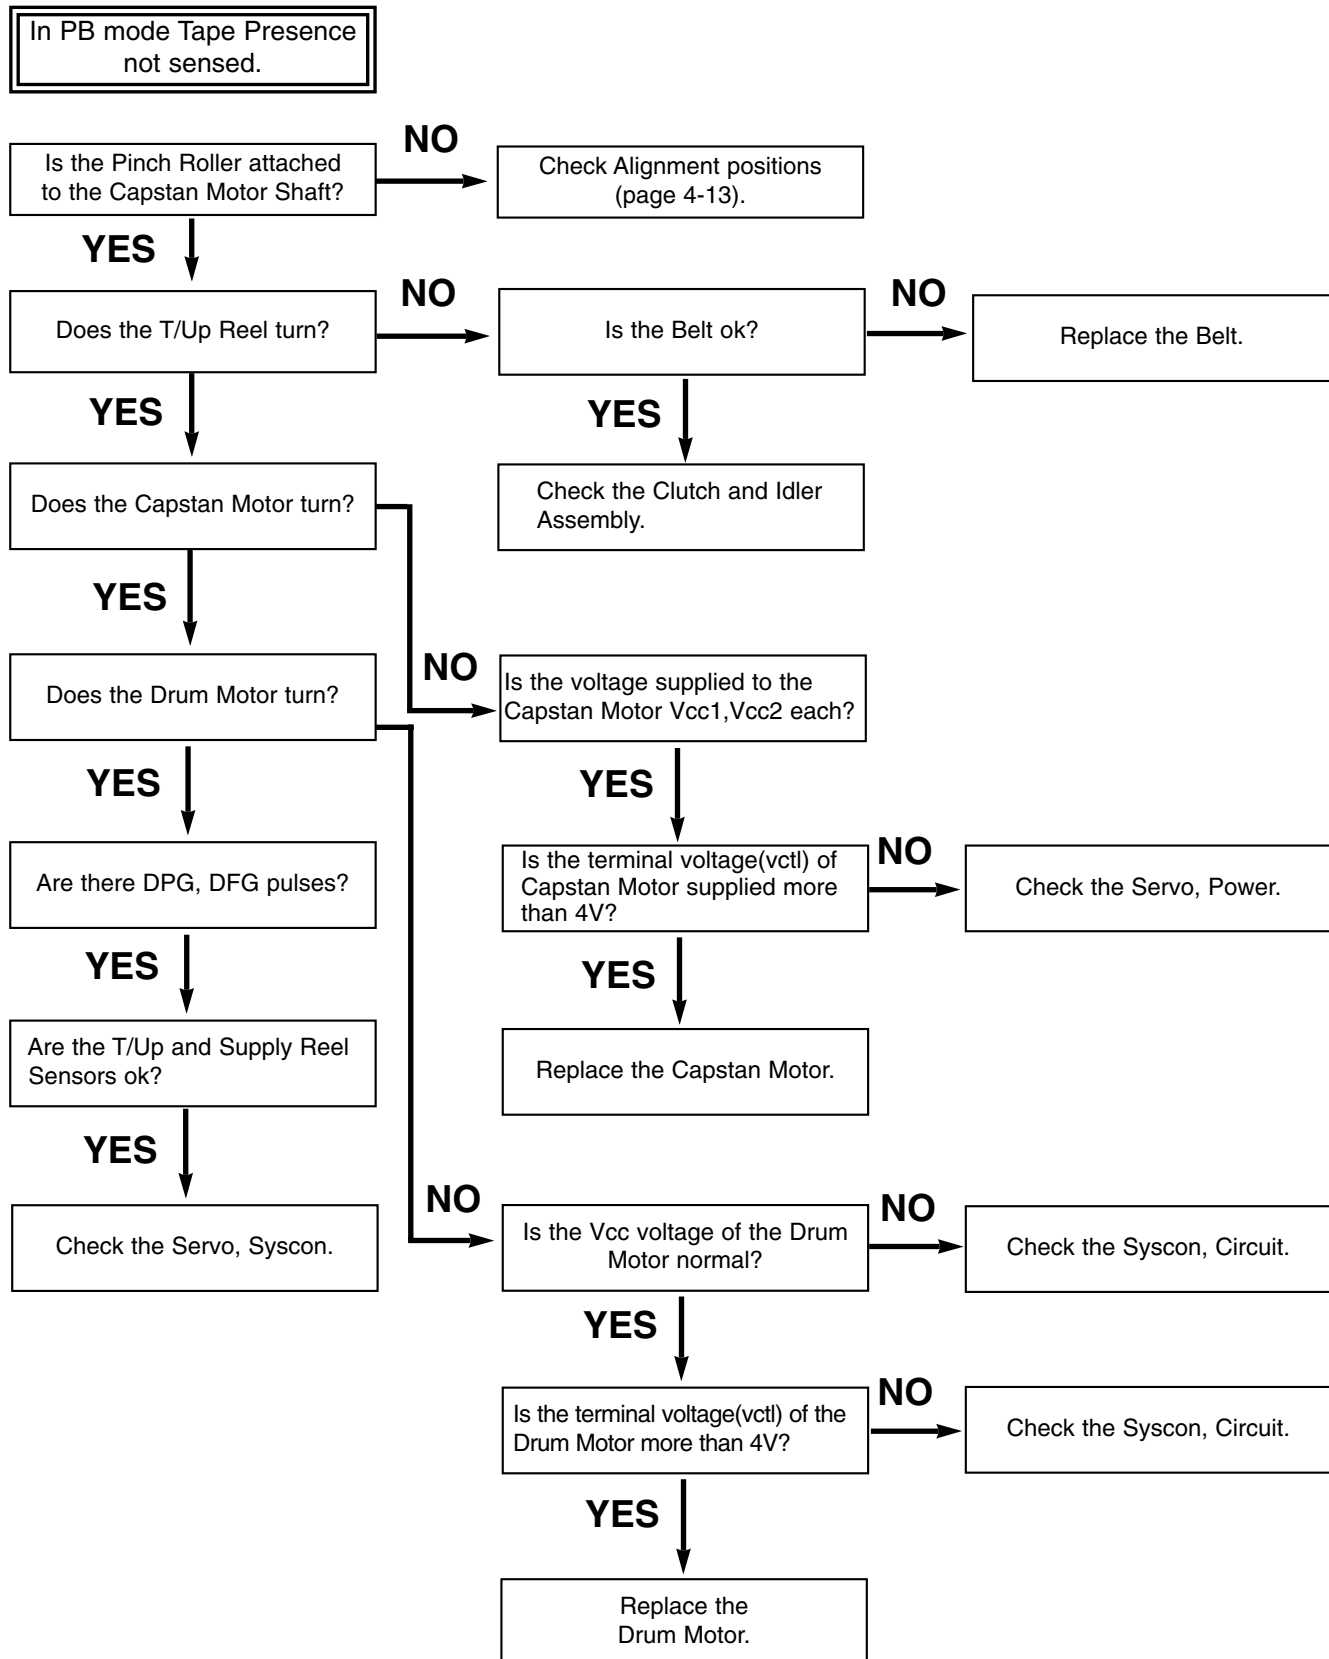 In PB mode Tape Presence
not sensed.
Is the Pinch Roller attached
to the Capstan Motor Shaft?
NO
Check Alignment positions
(page 4-13).
YES
Does the T/Up Reel turn?
NO
Is the Belt ok?
NO
Replace the Belt.
YES
YES
Does the Capstan Motor turn?
Check the Clutch and Idler
Assembly.
YES
Does the Drum Motor turn?
NO
Is the voltage supplied to the
Capstan Motor Vcc1,Vcc2 each?
YES
YES
Are there DPG, DFG pulses?
Is the terminal voltage(vctl) of
Capstan Motor supplied more
than 4V?
NO
Check the Servo, Power.
YES
YES
Are the T/Up and Supply Reel
Sensors ok?
Replace the Capstan Motor.
YES
Check the Servo, Syscon.
NO
Is the Vcc voltage of the Drum
Motor normal?
NO
Check the Syscon, Circuit.
YES
Is the terminal voltage(vctl) of the
Drum Motor more than 4V?
NO
Check the Syscon, Circuit.
YES
Replace the
Drum Motor.